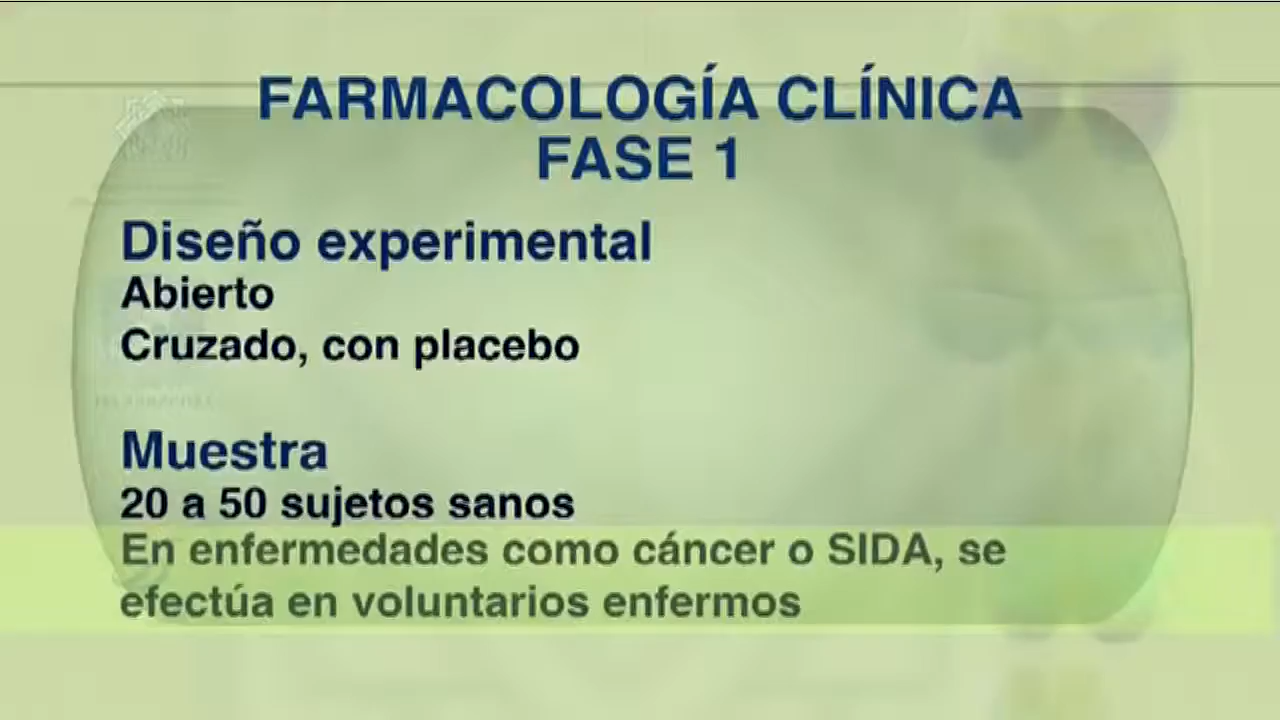 FARMACOLOGÍA CLÍNICA
FASE 1
Diseño experimental
Abierto
Cruzado, con placebo
Muestra
20 a 50 sujetos sanos
En enfermedades como cáncer o SIDA, se
efectúa en voluntarios enfermos